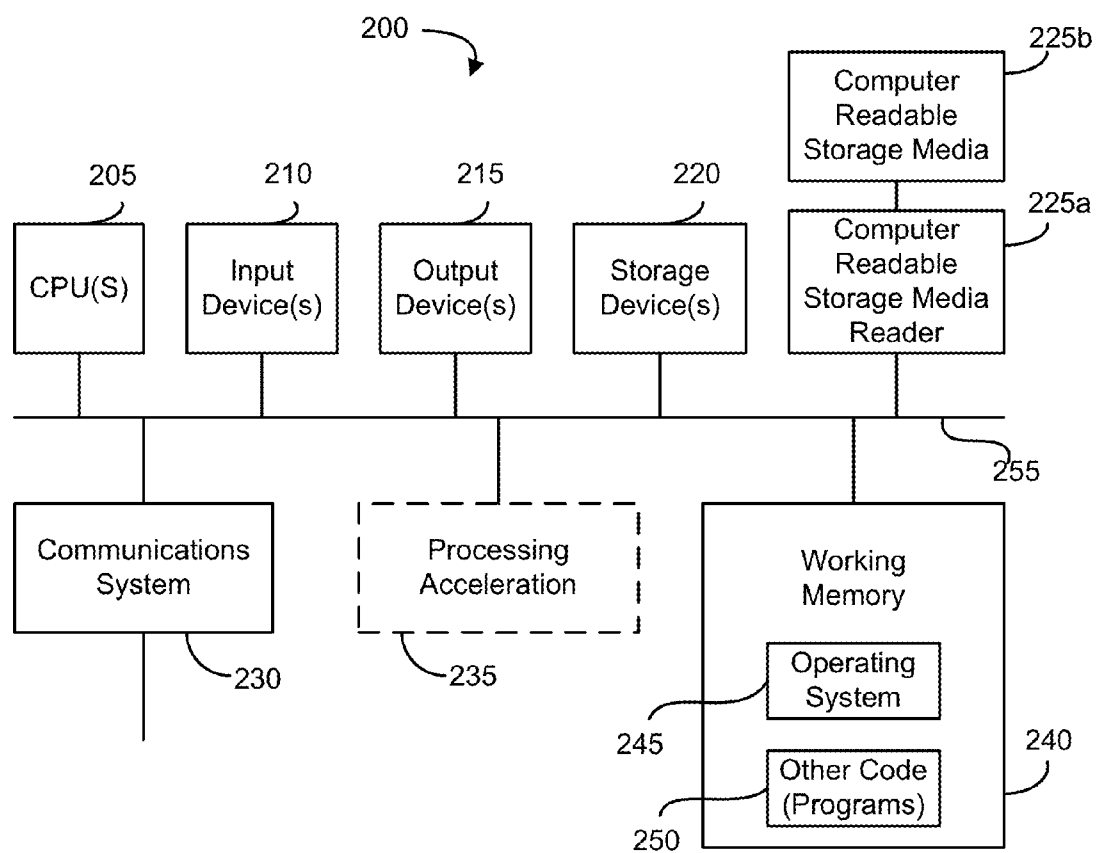 200
225b
Computer
Readable
Storage Media
205
210
215
220
225a
CPU(S)
Input
Device(s)
Output
Device(s)
Storage
Device(s)
Computer
Readable
Storage Media
Reader
255
Communications
System
Processing
Acceleration
Working
Memory
230
235
Operating
System
245
240
Other Code
(Programs)
250